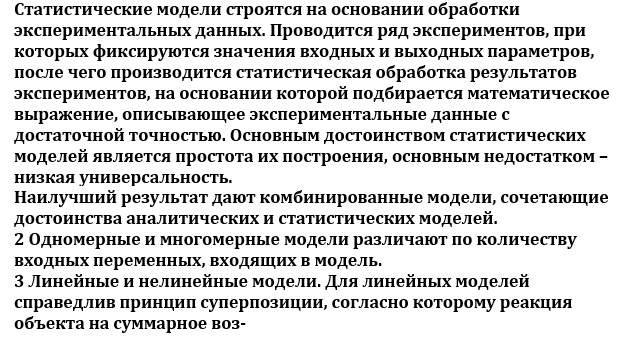 Статистические модели строятся на основании обработки
экспериментальных данных. Проводится ряд экспериментов, при
которых фиксируются значения входных и выходных параметров,
после чего производится статистическая обработка результатов
экспериментов, на основании которой подбирается математическое
выражение, описывающее экспериментальные данные с
достаточной точностью. Основным достоинством статистических
моделей является простота их построения, основным недостатком –
низкая универсальность.
Наилучший результат дают комбинированные модели, сочетающие
достоинства аналитических и статистических моделей.
2 Одномерные и многомерные модели различают по количеству
входных переменных, входящих в модель.
3 Линейные и нелинейные модели. Для линейных моделей
справедлив принцип суперпозиции, согласно которому реакция
объекта на суммарное воз-